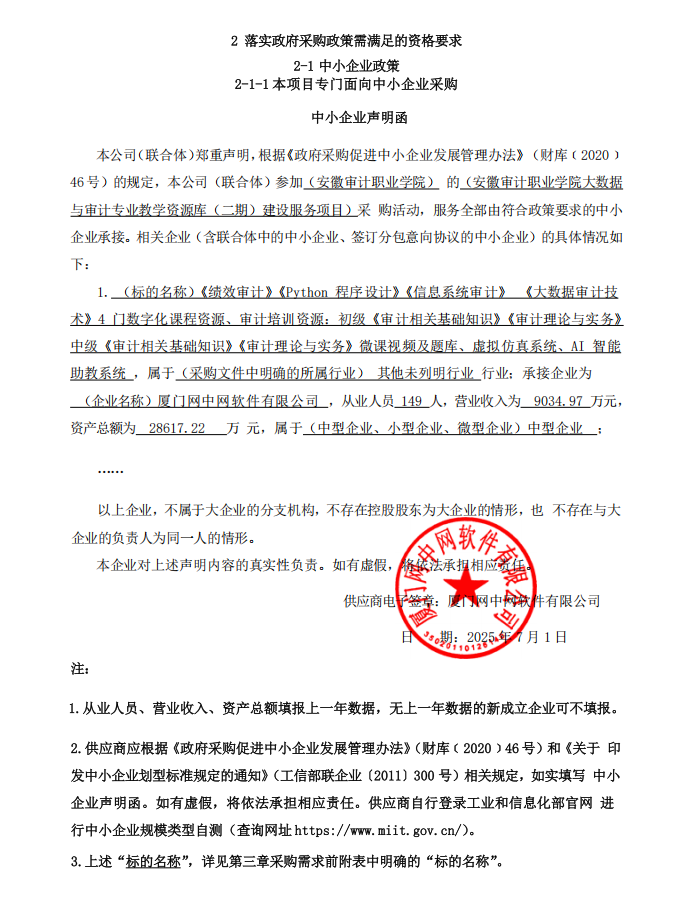 2 落实政府采购政策需满足的资格要求
2-1 中小企业政策
2-1-1 本项目专门面向中小企业采购
中小企业声明函
本公司（联合体）郑重声明，根据《政府采购促进中小企业发展管理办法》（财库﹝2020﹞
46 号）的规定，本公司（联合体）参加（安徽审计职业学院） 的（安徽审计职业学院大数据
与审计专业教学资源库（二期）建设服务项目）采 购活动，服务全部由符合政策要求的中小
企业承接。相关企业（含联合体中的中小企业、签订分包意向协议的中小企业）的具体情况如
下：
1. （标的名称）《绩效审计》《Python 程序设计》《信息系统审计》 《大数据审计技
术》4 门数字化课程资源、审计培训资源：初级《审计相关基础知识》《审计理论与实务》
中级《审计相关基础知识》《审计理论与实务》微课视频及题库、虚拟仿真系统、AI 智能
助教系统 ，属于（采购文件中明确的所属行业） 其他未列明行业 行业；承接企业为
（企业名称）厦门网中网软件有限公司 ，从业人员 149 人，营业收入为 9034.97 万元，
资产总额为 28617.22 万 元，属于（中型企业、小型企业、微型企业）中型企业 ；
……
以上企业，不属于大企业的分支机构，不存在控股股东为大企业的情形，也 不存在与大
企业的负责人为同一人的情形。
本企业对上述声明内容的真实性负责。如有虚假，将依法承担相应责任。
供应商电子签章：厦门网中网软件有限公司
日 期：2025 年 7 月 1 日
厦门网中网软件有限公司
注：
1.从业人员、营业收入、资产总额填报上一年数据，无上一年数据的新成立企业可不填报。
2.供应商应根据《政府采购促进中小企业发展管理办法》（财库﹝2020﹞46 号）和《关于 印
发中小企业划型标准规定的通知》（工信部联企业〔2011〕300 号）相关规定，如实填写 中小
企业声明函。如有虚假，将依法承担相应责任。供应商自行登录工业和信息化部官网 进
行中小企业规模类型自测（查询网址 https://www.miit.gov.cn/）。
3.上述“标的名称”，详见第三章采购需求前附表中明确的“标的名称”。